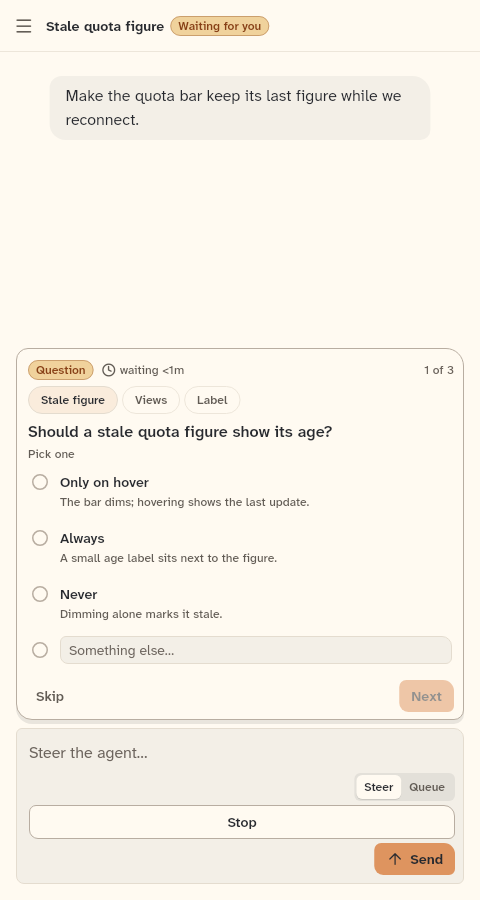 Stale quota figure Waiting for you
Make the quota bar keep its last figure while we
reconnect.
Question waiting <1m 1 of 3
Stale figure Views Label
Should a stale quota figure show its age?
Pick one
Only on hover
The bar dims; hovering shows the last update.
Always
A small age label sits next to the figure.
Never
Dimming alone marks it stale.
Something else...
Skip Next
Steer the agent...
Steer Queue
Stop
Send